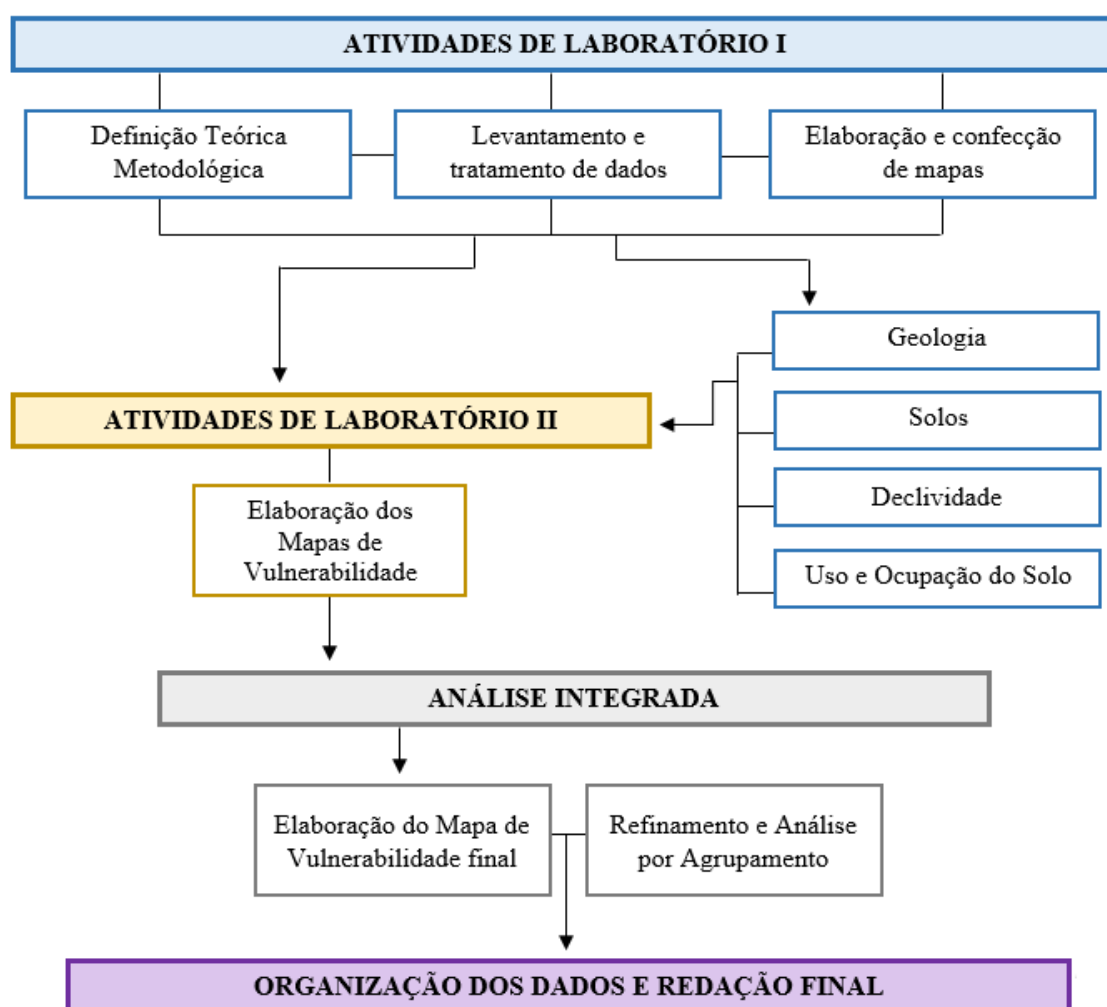 ATIVIDADES DE LABORATÓRIO I
Definição Teórica
Metodológica
Levantamento e
tratamento de dados
Elaboração e confecção
de mapas
Geologia
Solos
Declividade
Uso e Ocupação do Solo
ATIVIDADES DE LABORATÓRIO II
Elaboração dos
Mapas de
Vulnerabilidade
ANÁLISE INTEGRADA
Elaboração do Mapa de
Vulnerabilidade final
Refinamento e Análise
por Agrupamento
ORGANIZAÇÃO DOS DADOS E REDAÇÃO FINAL